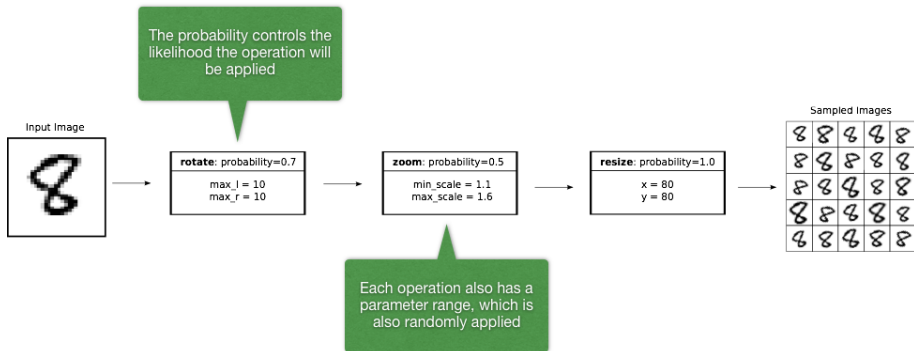 The probability controls the
likelihood the operation will
be applied
Input Image
rotate: probability=0.7
max_l = 10
max_r = 10
zoom: probability=0.5
min_scale = 1.1
max_scale = 1.6
resize: probability=1.0
x = 80
y = 80
Sampled Images
Each operation also has a
parameter range, which is
also randomly applied